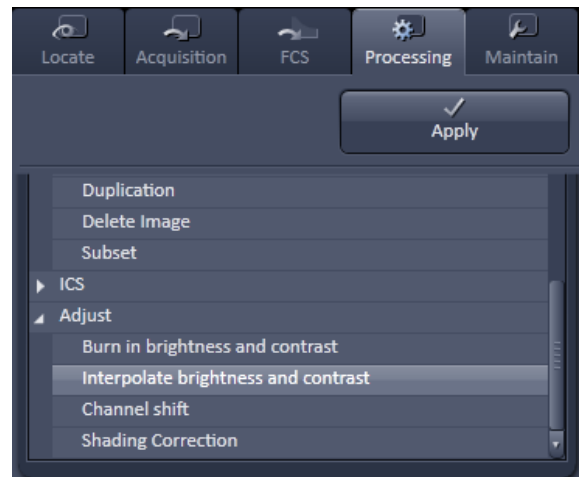 Locate Acquisition FCS Processing Maintain
Apply
Duplication
Delete Image
Subset
ICS
Adjust
Burn in brightness and contrast
Interpolate brightness and contrast
Channel shift
Shading Correction